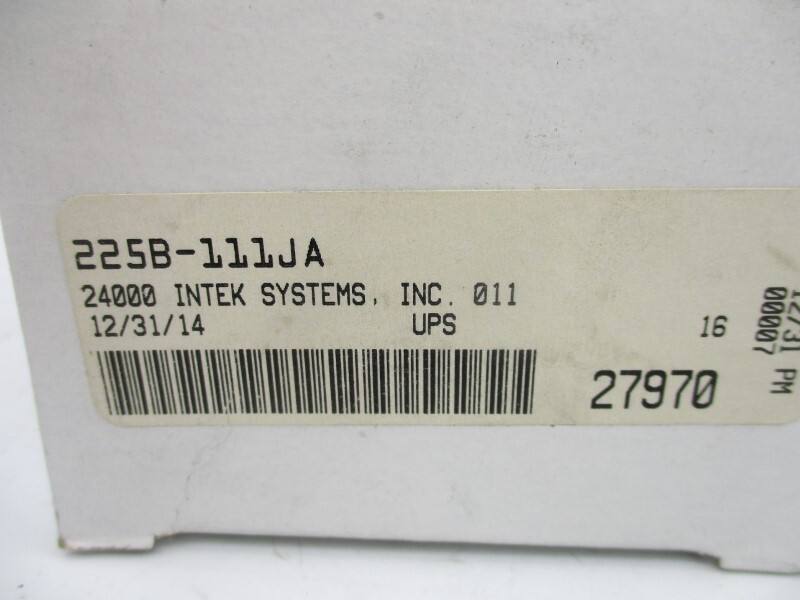 225B-111JA
24000 INTEK SYSTEMS, INC. 011
12/31/14 UPS 16
27970
12/31 PM
00007